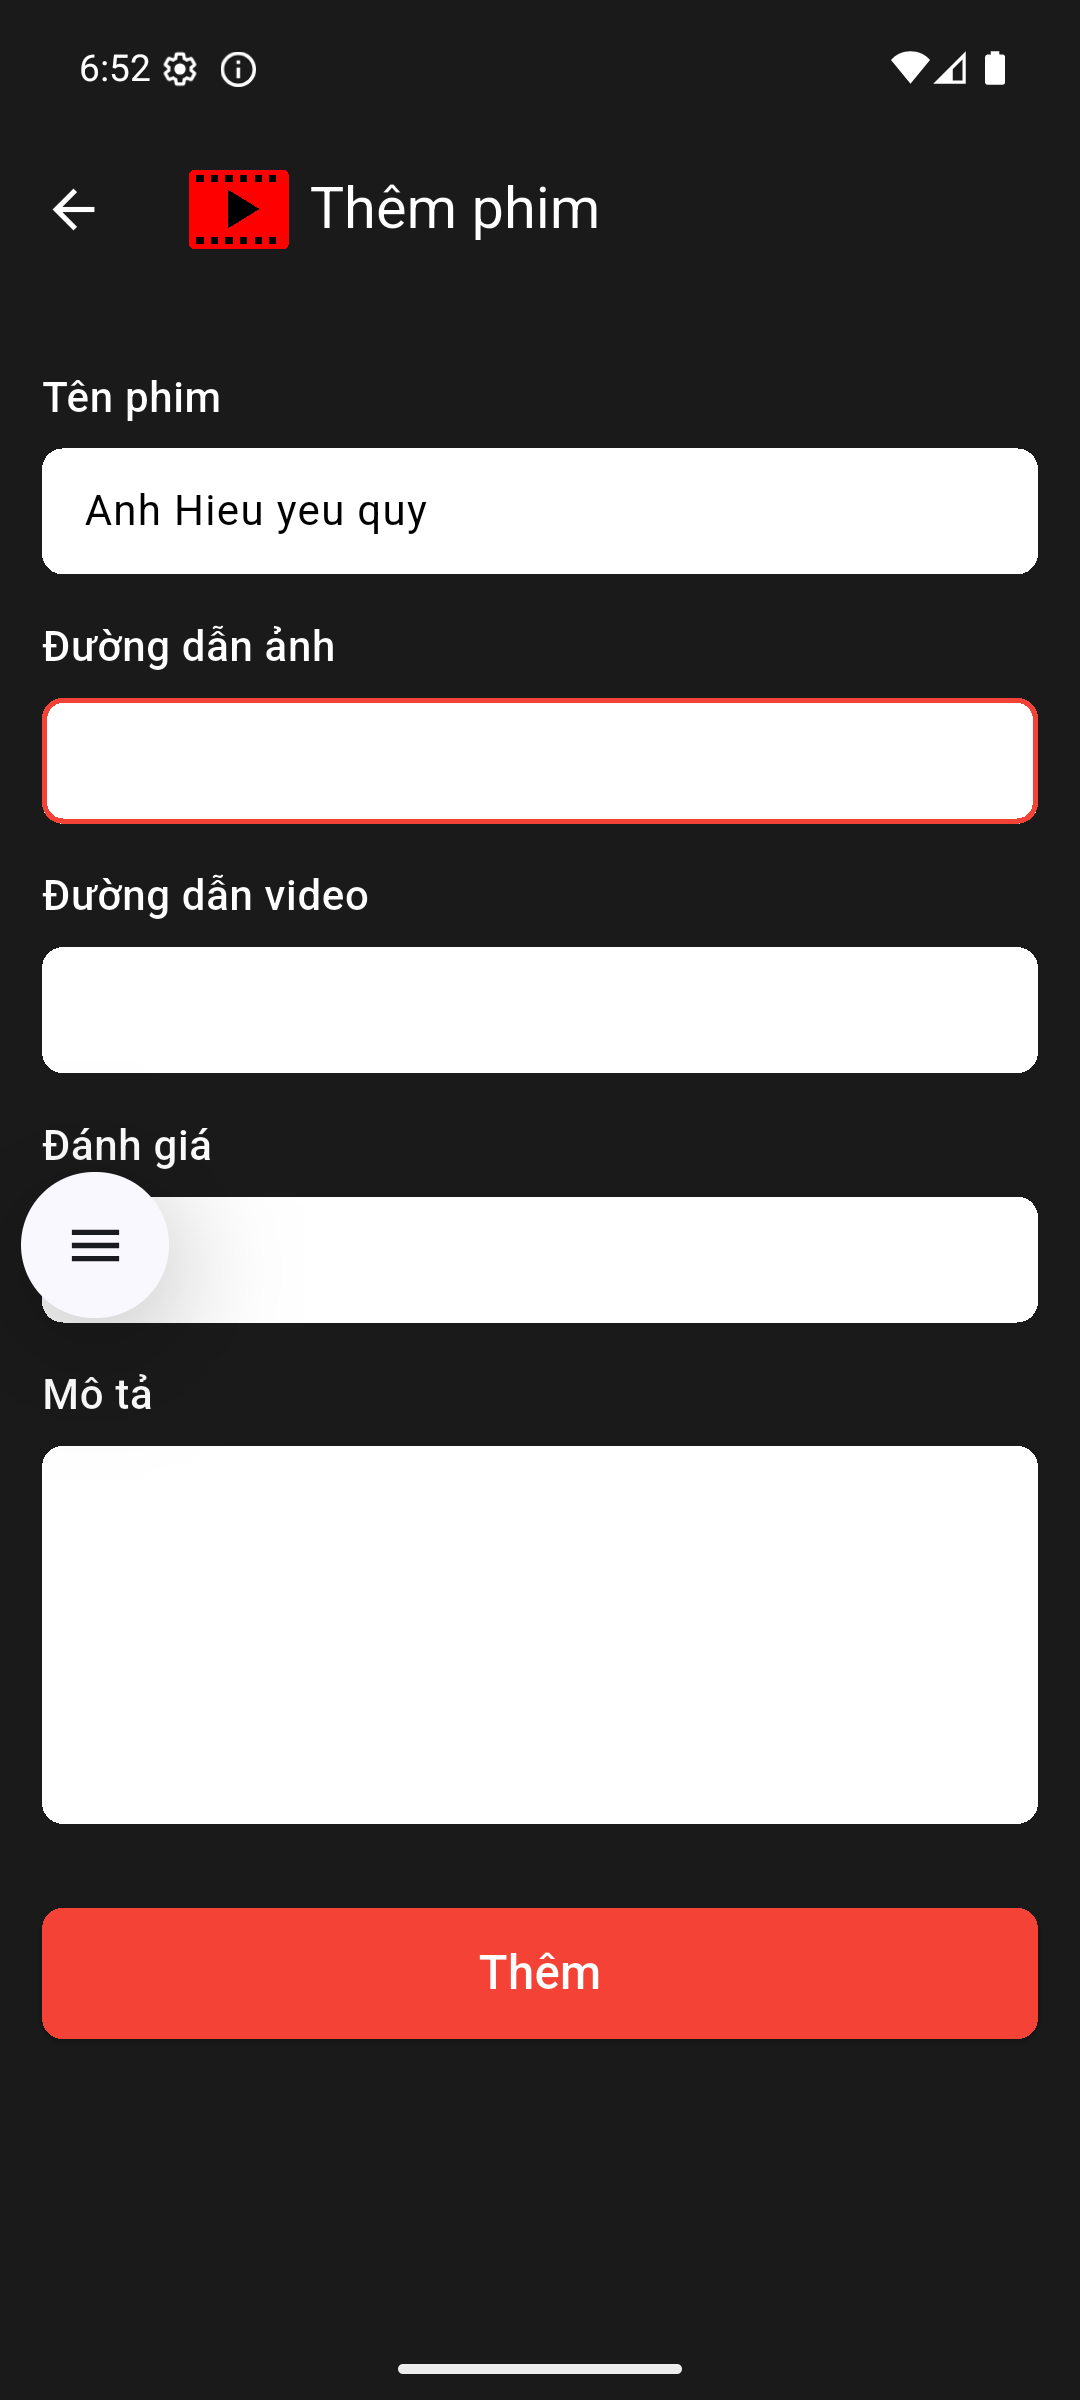 6:52
Thêm phim
Tên phim
Anh Hieu yeu quy
Đường dẫn ảnh
Đường dẫn video
Đánh giá
Mô tả
Thêm